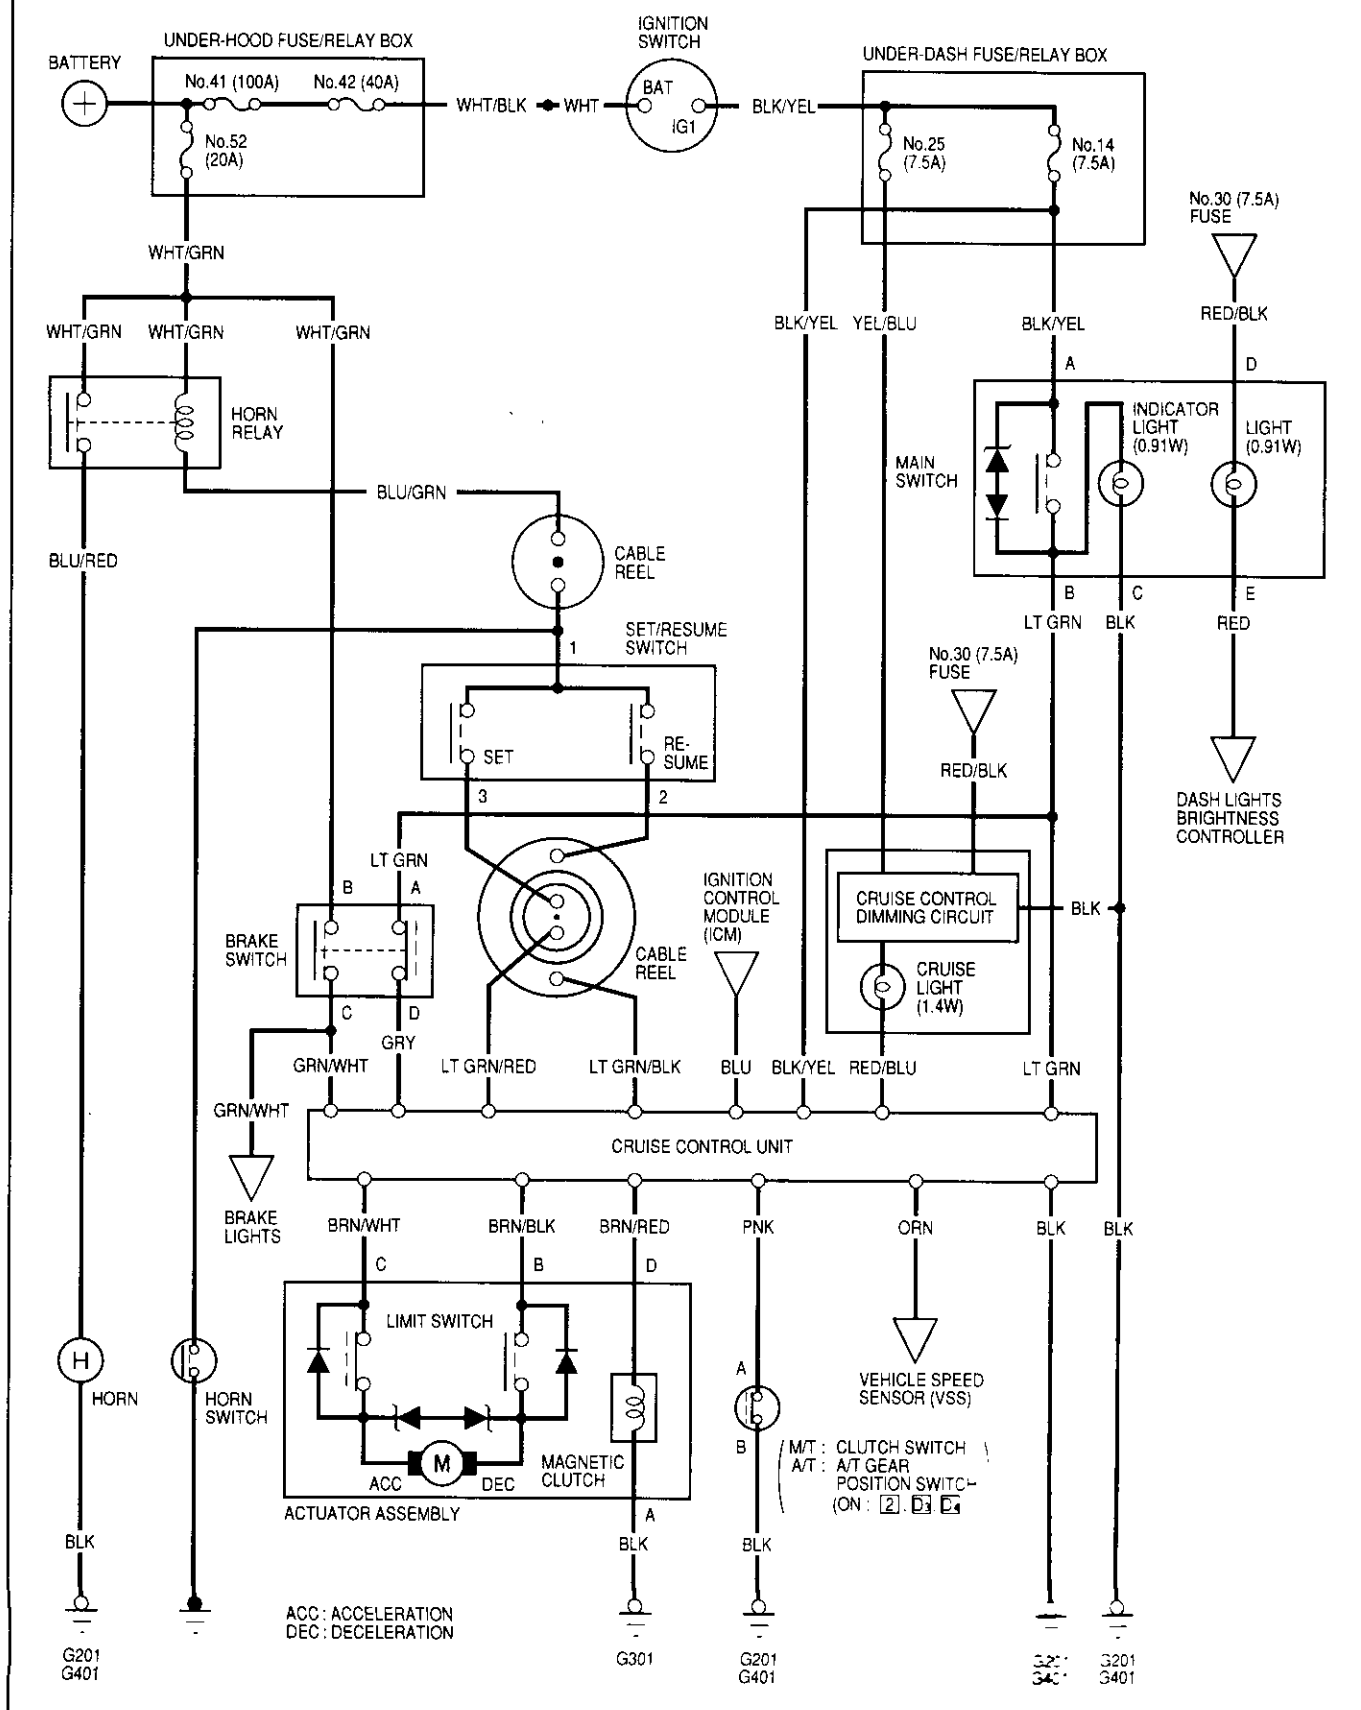 IGNITION
SWITCH
UNDER-HOOD FUSE/RELAY BOX
UNDER-DASH FUSE/RELAY BOX
BATTERY
No.41 (100A)
No.42 (40A)
BAT
IG1
WHT/BLK
WHT
BLK/YEL
No.52
(20A)
No.25
(7.5A)
No.14
(7.5A)
No.30 (7.5A)
FUSE
WHT/GRN
WHT/GRN
WHT/GRN
WHT/GRN
BLK/YEL
YEL/BLU
BLK/YEL
RED/BLK
A
D
HORN
RELAY
INDICATOR
LIGHT
(0.91W)
LIGHT
(0.91W)
MAIN
SWITCH
BLU/GRN
BLU/RED
CABLE
REEL
B
C
E
LT GRN
BLK
RED
SET/RESUME
SWITCH
1
No.30 (7.5A)
FUSE
SET
RE-
SUME
RED/BLK
3
2
DASH LIGHTS
BRIGHTNESS
CONTROLLER
LT GRN
B
A
IGNITION
CONTROL
MODULE
(ICM)
CRUISE CONTROL
DIMMING CIRCUIT
BLK
BRAKE
SWITCH
CABLE
REEL
CRUISE
LIGHT
(1.4W)
C
D
GRY
GRN/WHT
LT GRN/RED
LT GRN/BLK
BLU
BLK/YEL
RED/BLU
LT GRN
GRN/WHT
CRUISE CONTROL UNIT
BRAKE
LIGHTS
BRN/WHT
BRN/BLK
BRN/RED
PNK
ORN
BLK
BLK
C
B
D
LIMIT SWITCH
H
HORN
HORN
SWITCH
M
ACC
DEC
MAGNETIC
CLUTCH
A
B
VEHICLE SPEED
SENSOR (VSS)
M/T : CLUTCH SWITCH
A/T : A/T GEAR
POSITION SWITCH
(ON : 2 . D3 . D4
ACTUATOR ASSEMBLY
A
BLK
BLK
BLK
ACC : ACCELERATION
DEC : DECELERATION
G201
G401
G301
G201
G401
G201
G401